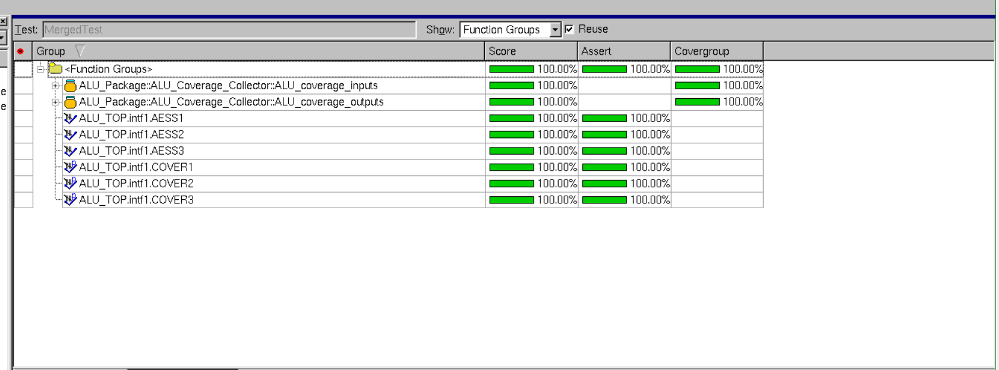 Test: MergedTest Show: Function Groups Reuse
Group Score Assert Covergroup
<Function Groups> 100.00% 100.00% 100.00%
e ALU_Package::ALU_Coverage_Collector::ALU_coverage_inputs 100.00% 100.00%
e ALU_Package::ALU_Coverage_Collector::ALU_coverage_outputs 100.00% 100.00%
ALU_TOP.intf1.AESS1 100.00% 100.00%
ALU_TOP.intf1.AESS2 100.00% 100.00%
ALU_TOP.intf1.AESS3 100.00% 100.00%
ALU_TOP.intf1.COVER1 100.00% 100.00%
ALU_TOP.intf1.COVER2 100.00% 100.00%
ALU_TOP.intf1.COVER3 100.00% 100.00%